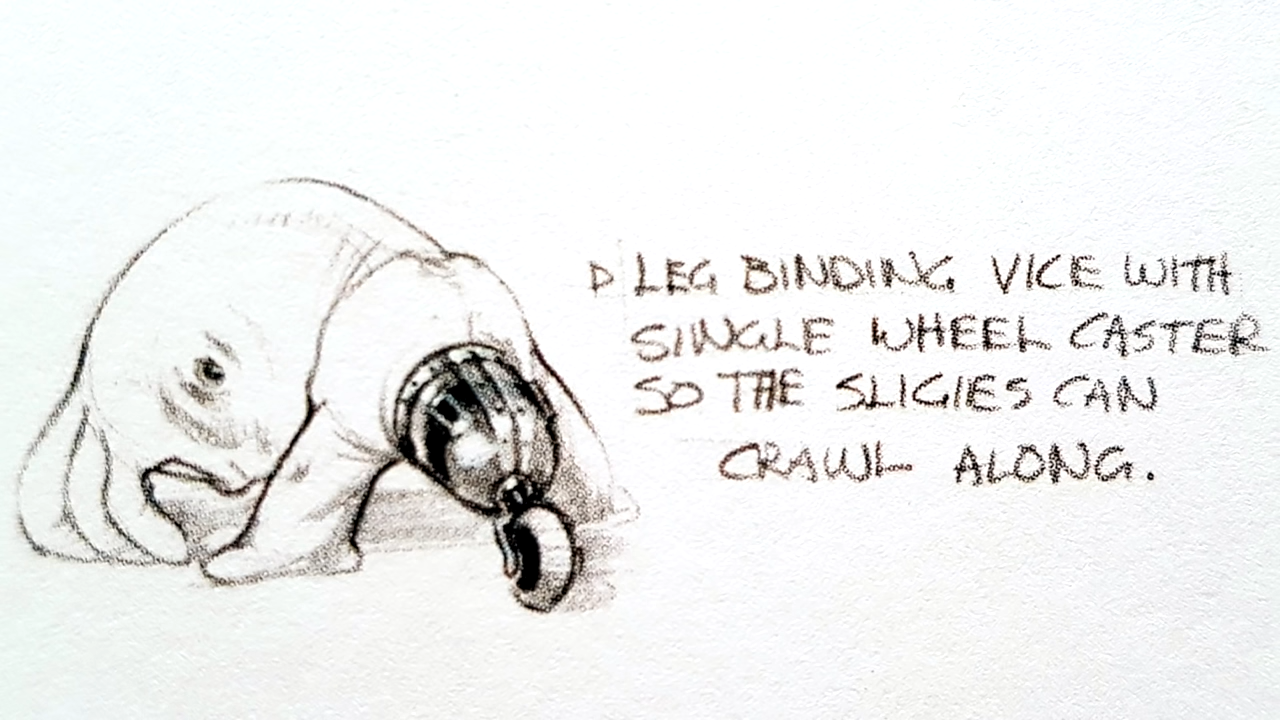 D LEG BINDING VICE WITH
SINGLE WHEEL CASTER
SO THE SLIGIES CAN
CRAWL ALONG.